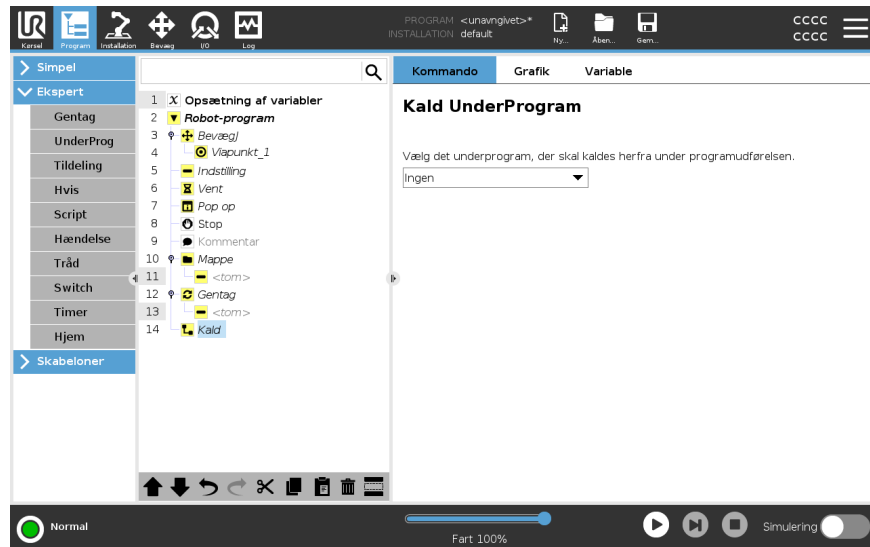 PROGRAM <unavngivet>*
INSTALLATION default
Kørsel Program Installation Bevæg I/O Log
Ny... Åben... Gem...
CCCC
CCCC
Simpel
Ekspert
Gentag
UnderProg
Tildeling
Hvis
Script
Hændelse
Tråd
Switch
Timer
Hjem
Skabeloner
1 X Opsætning af variabler
2 Robot-program
3 BevægJ
4 Viapunkt_1
5 Indstilling
6 Vent
7 Pop op
8 Stop
9 Kommentar
10 Mappe
11 <tom>
12 Gentag
13 <tom>
14 Kald
Kommando Grafik Variable
Kald UnderProgram
Vælg det underprogram, der skal kaldes herfra under programudførelsen.
Ingen
Normal
Fart 100%
Simulering